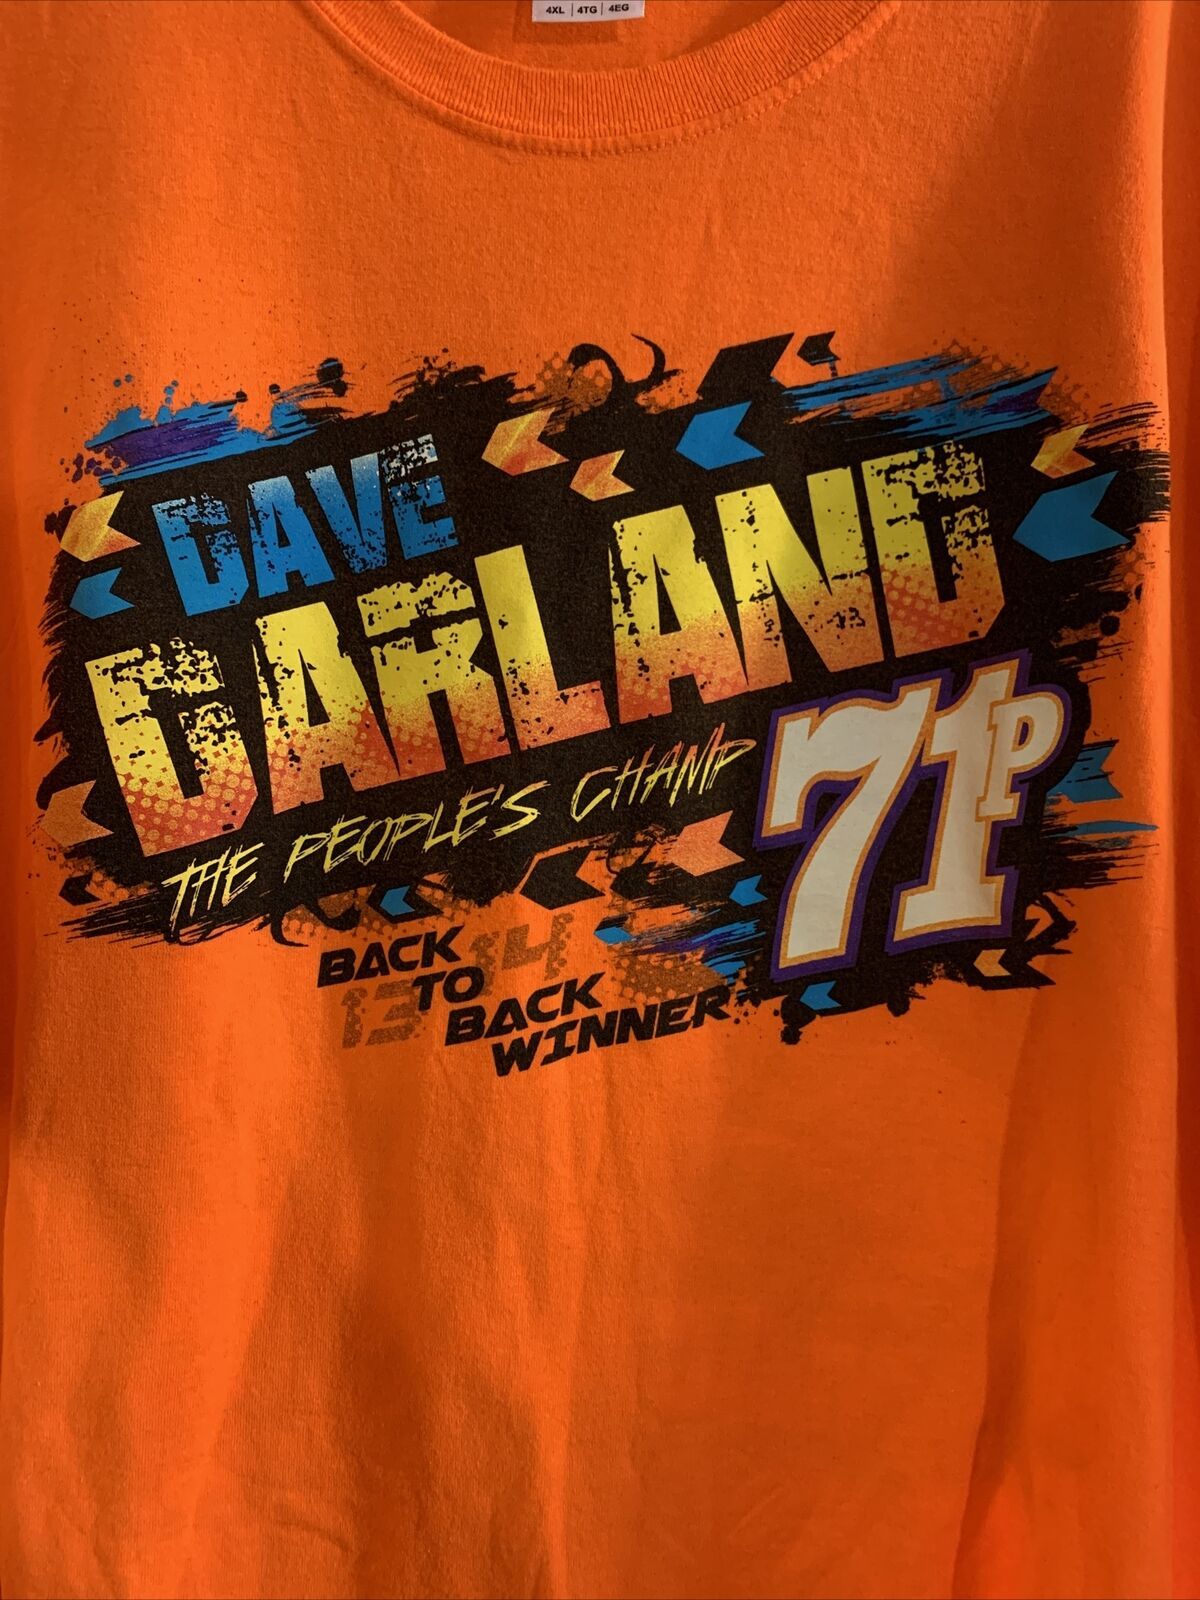 4XL | 4TG | 4EG
DAVE
DARLAND
THE PEOPLE'S CHAMP
71P
BACK 14
13 TO
BACK
WINNER